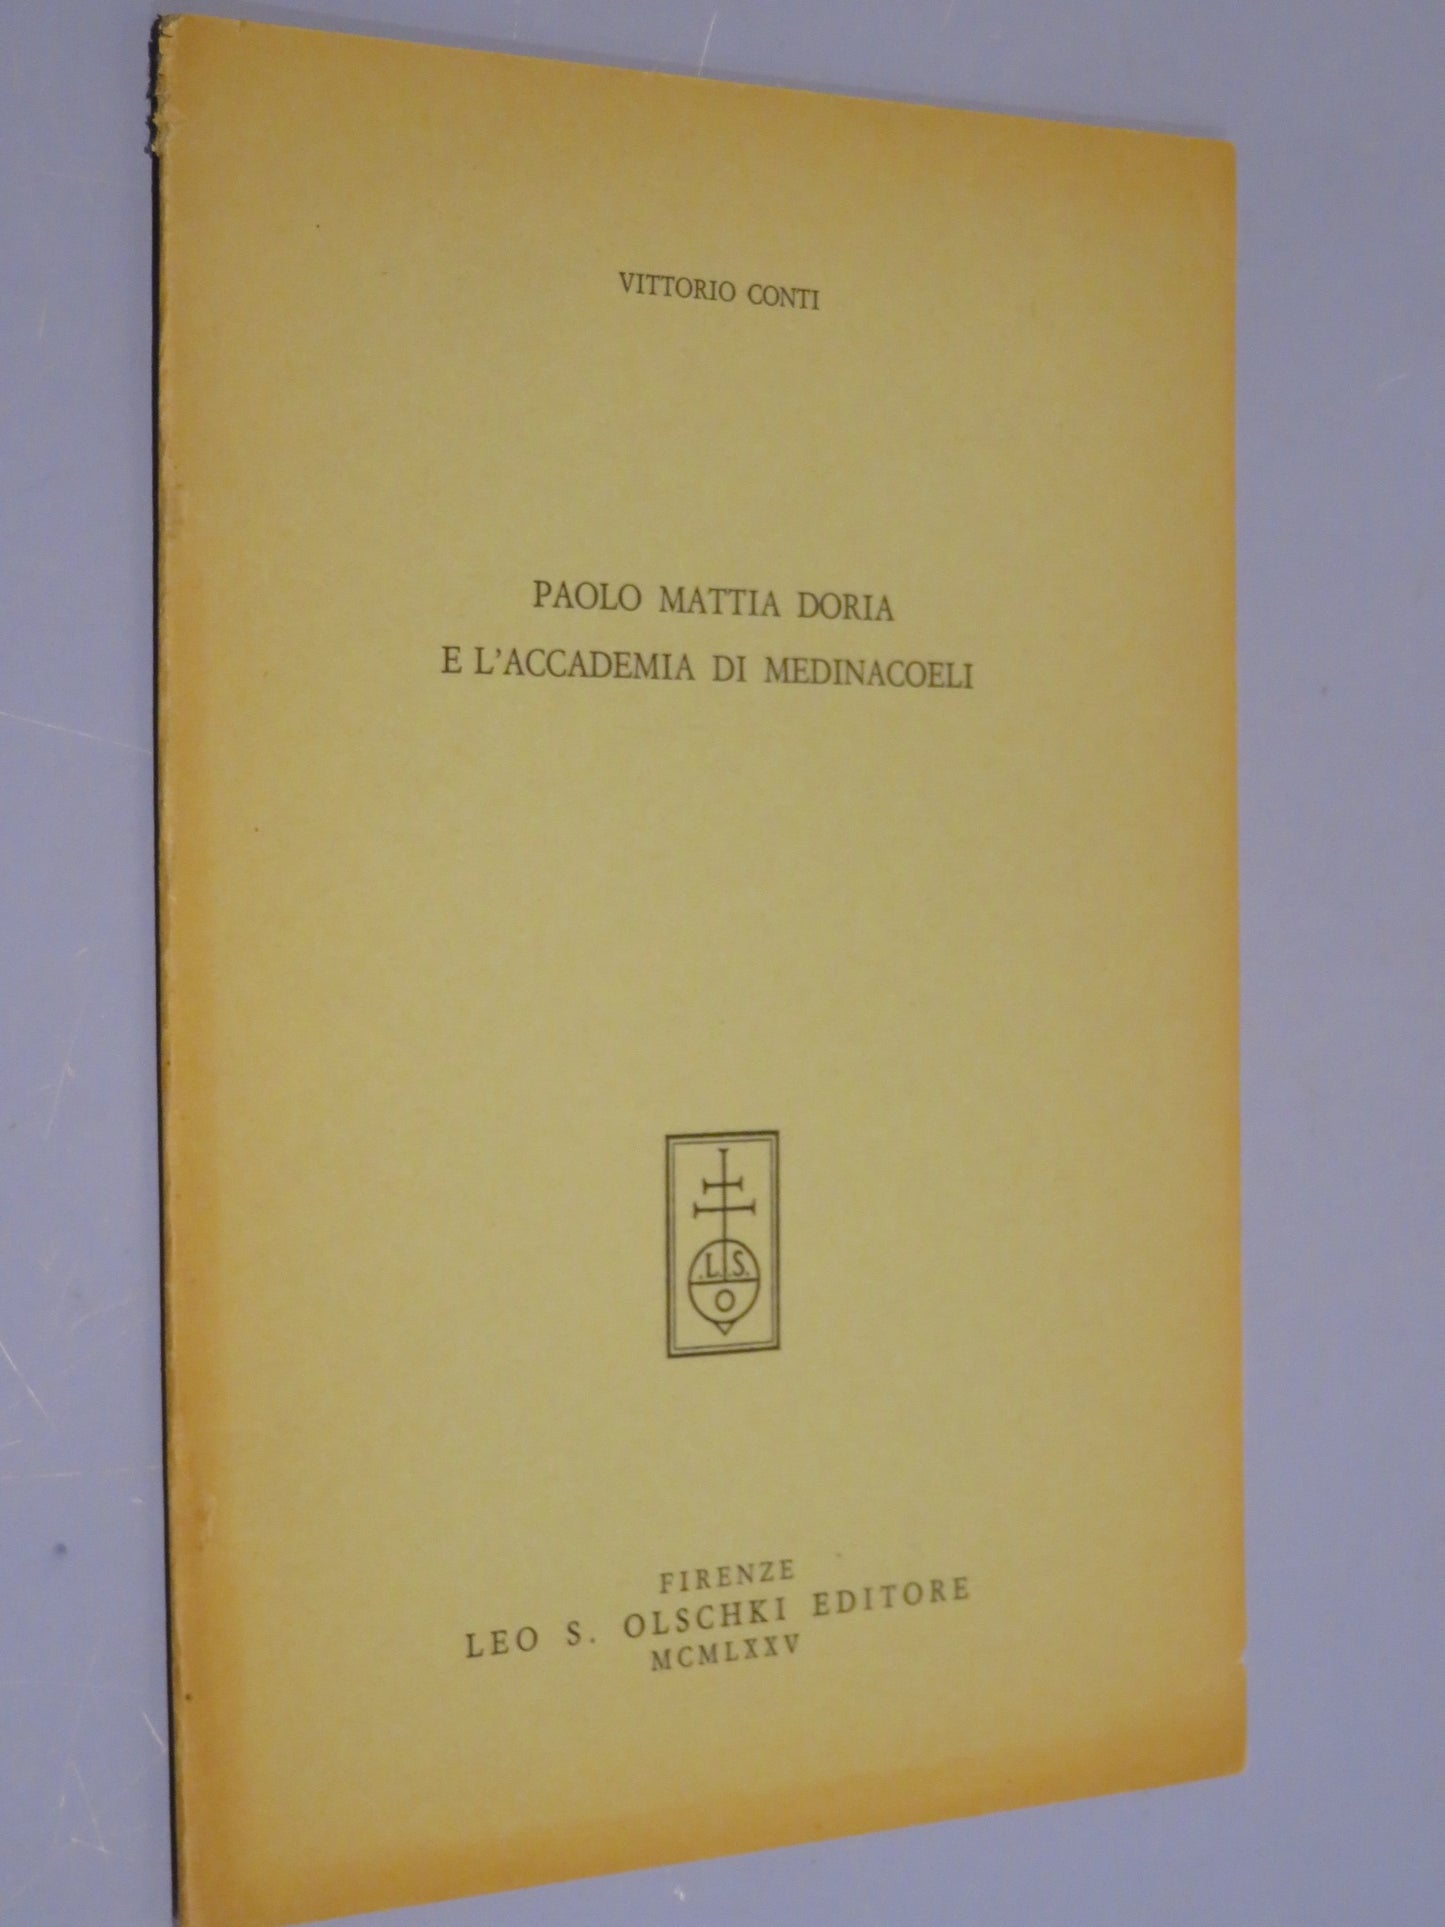 VITTORIO CONTI
PAOLO MATTIA DORIA
E L'ACCADEMIA DI MEDINACOELI
.L. .S.
O
FIRENZE
LEO S. OLSCHKI EDITORE
MCMLXXV